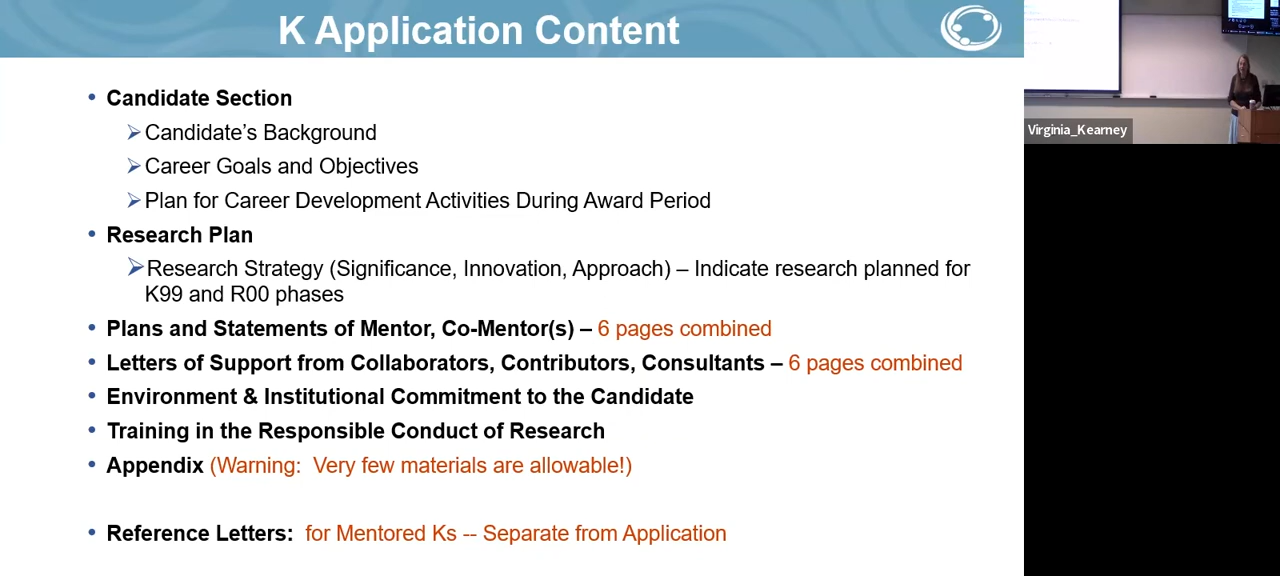 K Application Content
• Candidate Section
➢Candidate's Background
➢Career Goals and Objectives
➢Plan for Career Development Activities During Award Period
• Research Plan
➢Research Strategy (Significance, Innovation, Approach) – Indicate research planned for
K99 and R00 phases
• Plans and Statements of Mentor, Co-Mentor(s) – 6 pages combined
• Letters of Support from Collaborators, Contributors, Consultants – 6 pages combined
• Environment & Institutional Commitment to the Candidate
• Training in the Responsible Conduct of Research
• Appendix (Warning:  Very few materials are allowable!)
• Reference Letters:  for Mentored Ks -- Separate from Application
Virginia_Kearney